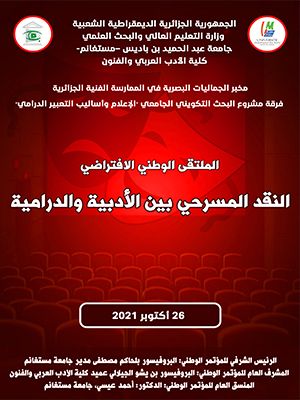 الجمهورية الجزائرية الديمقراطية الشعبية
وزارة التعليم العالي والبحث العلمي
جامعة عبد الحميد بن باديس -مستغانم-
كلية الأدب العربي والفنون
مخبر الجماليات البصرية في الممارسة الفنية الجزائرية
فرقة مشروع البحث التكويني الجامعي "الإعلام وأساليب التعبير الدرامي"
الملتقى الوطني الافتراضي
النقد المسرحي بين الأدبية والدرامية
26 أكتوبر 2021
الرئيس الشرفي للمؤتمر الوطني: البروفيسور بلحاكم مصطفى مدير جامعة مستغانم
المشرف العام للمؤتمر الوطني: البروفيسور بن يشو الجيلالي عميد كلية الأدب العربي والفنون
المنسق العام للمؤتمر الوطني: الدكتور: أحمد عيسى، جامعة مستغانم